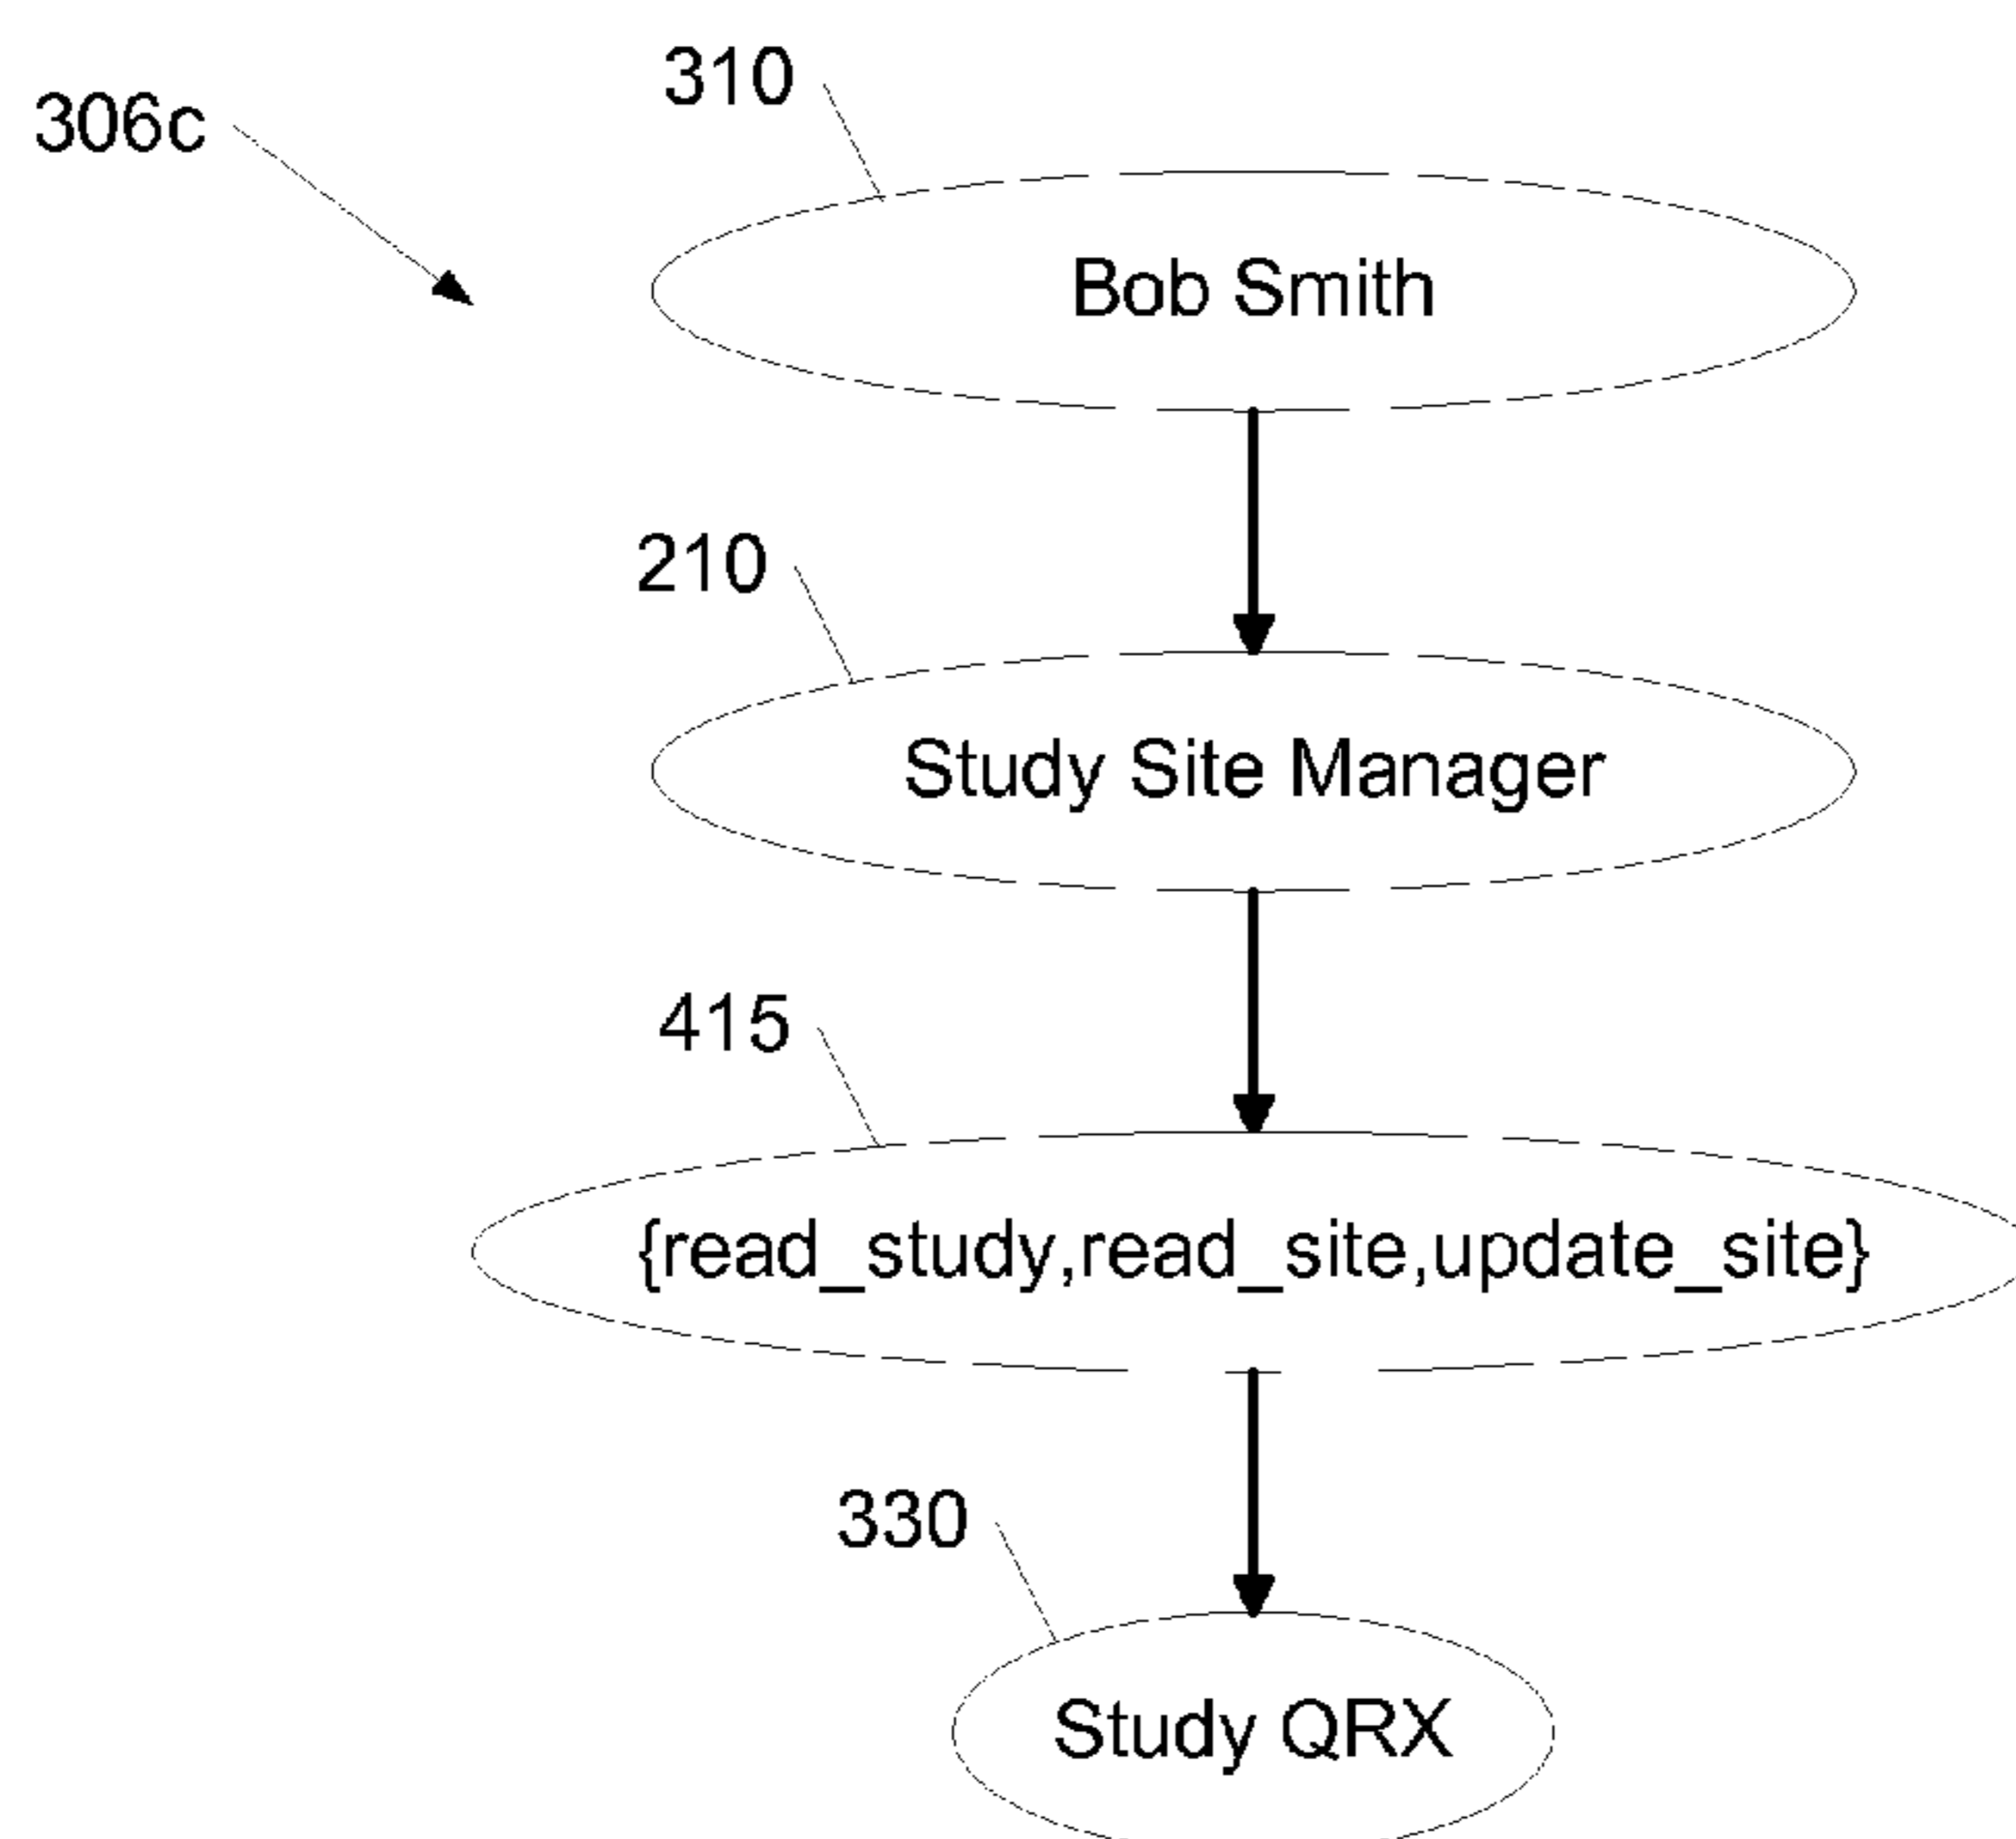 310
306c
Bob Smith
210
Study Site Manager
415
{read_study,read_site,update_site}
330
Study QRX